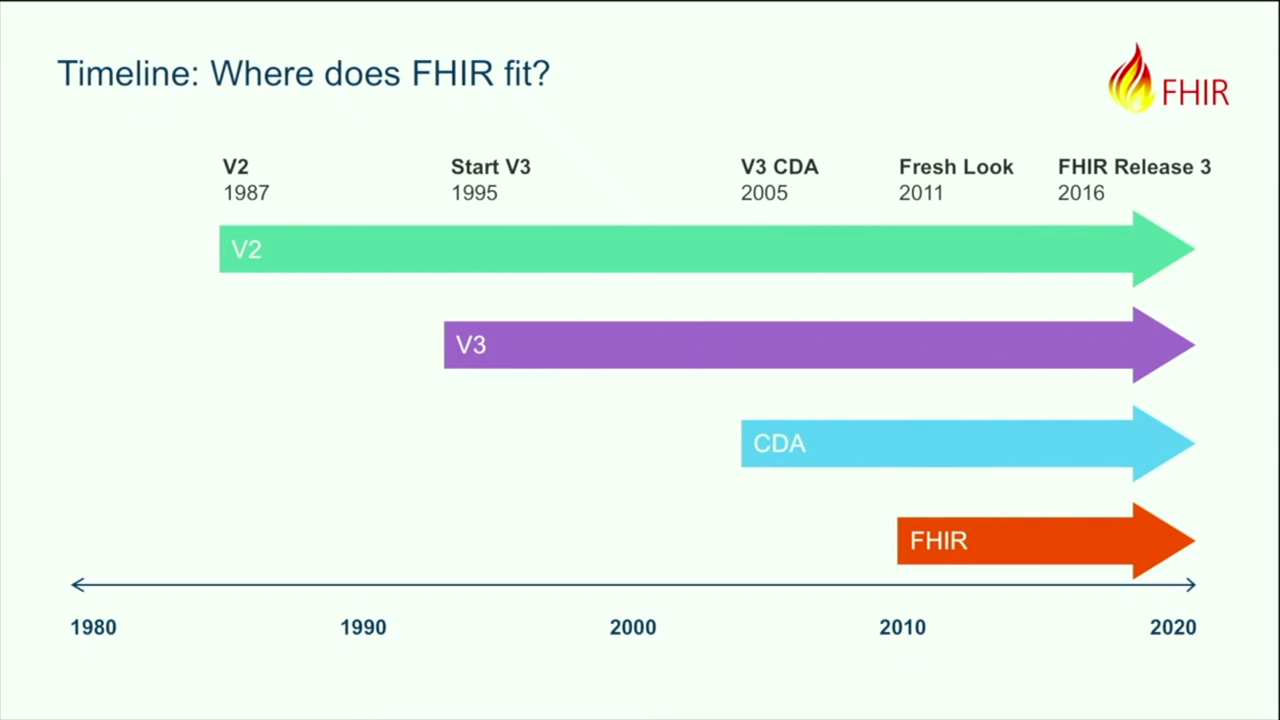 Timeline: Where does FHIR fit?
FHIR
V2
1987
Start V3
1995
V3 CDA
2005
Fresh Look
2011
FHIR Release 3
2016
V2
V3
CDA
FHIR
1980 1990 2000 2010 2020